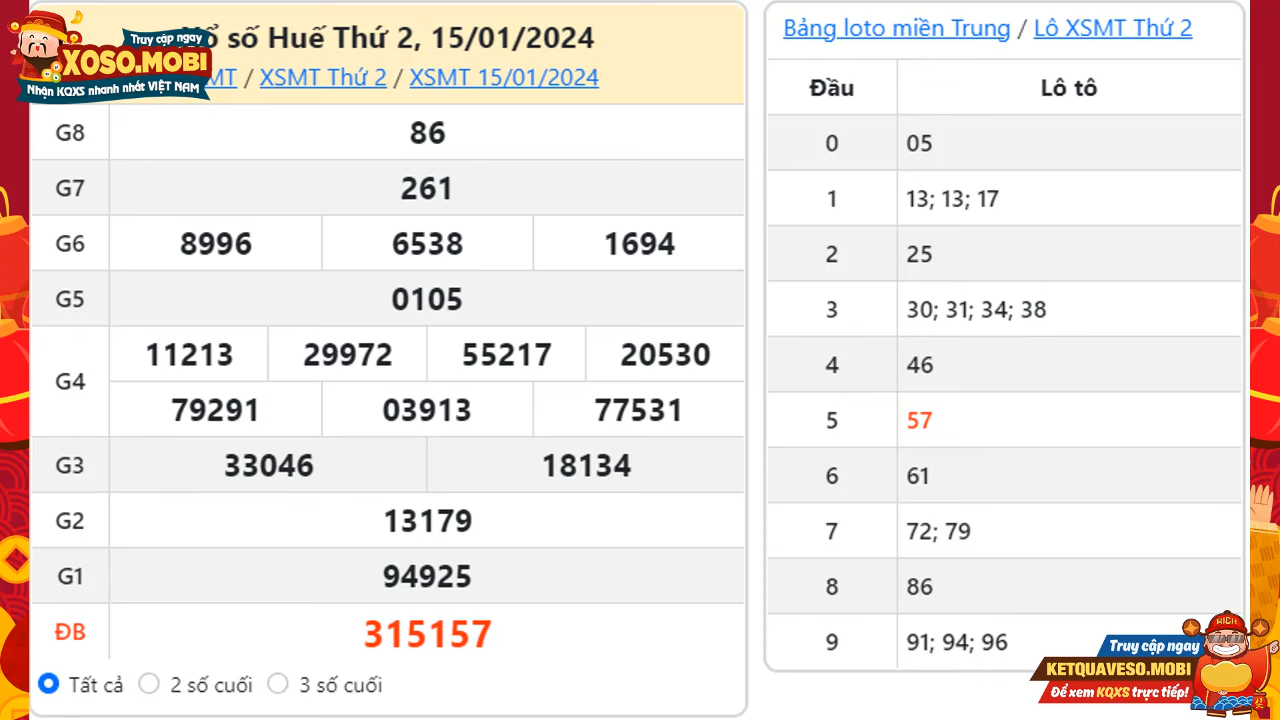 Truy cập ngay
XOSO.MOBI
Nhận KQXS nhanh nhất VIỆT NAM
ổ số Huế Thứ 2, 15/01/2024
MT / XSMT Thứ 2 / XSMT 15/01/2024
G8 86
G7 261
G6 8996 6538 1694
G5 0105
G4 11213 29972 55217 20530
79291 03913 77531
G3 33046 18134
G2 13179
G1 94925
ĐB 315157
Tất cả 2 số cuối 3 số cuối
Bảng loto miền Trung / Lô XSMT Thứ 2
Đầu Lô tô
0 05
1 13; 13; 17
2 25
3 30; 31; 34; 38
4 46
5 57
6 61
7 72; 79
8 86
9 91; 94; 96
RICH
Truy cập ngay
KETQUAVESO.MOBI
Để xem KQXS trực tiếp!